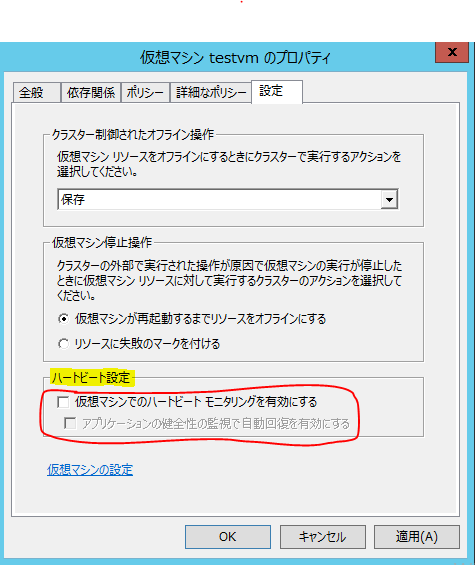 仮想マシン testvm のプロパティ
x
全般
依存関係
ポリシー
詳細なポリシー
設定
クラスター制御されたオフライン操作
仮想マシン リソースをオフラインにするときにクラスターで実行するアクションを
選択してください。
保存
仮想マシン停止操作
クラスターの外部で実行された操作が原因で仮想マシンの実行が停止した
ときに仮想マシン リソースに対して実行するクラスターのアクションを選択して
ください。
仮想マシンが再起動するまでリソースをオフラインにする
リソースに失敗のマークを付ける
ハートビート設定
仮想マシンでのハートビート モニタリングを有効にする
アプリケーションの健全性の監視で自動回復を有効にする
仮想マシンの設定
OK
キャンセル
適用(A)